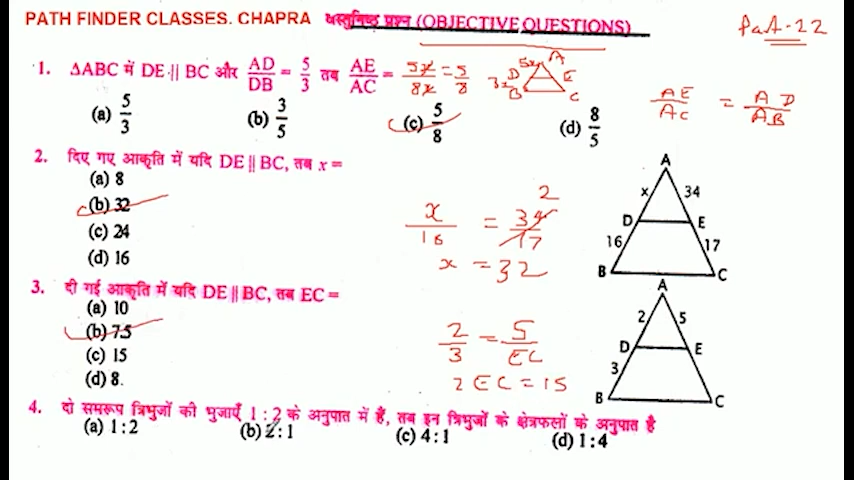 PATH FINDER CLASSES. CHAPRA वस्तुनिष्ठ प्रश्न (OBJECTIVE QUESTIONS) Part-22
1. ΔABC में DE || BC और AD/DB = 5/3 तब AE/AC = 5x/8x = 5/8
5x A D E 3x B C
AE/AC = AD/AB
(a) 5/3 (b) 3/5 (c) 5/8 (d) 8/5
2. दिए गए आकृति में यदि DE || BC, तब x =
(a) 8
(b) 32
(c) 24
(d) 16
x/16 = 34/17 2
x = 32
A
x 34
D E
16 17
B C
3. दी गई आकृति में यदि DE || BC, तब EC =
(a) 10
(b) 7.5
(c) 15
(d) 8.
2/3 = 5/EC
2EC = 15
A
2 5
D E
3
B C
4. दो समरूप त्रिभुजों की भुजाएँ 1 : 2 के अनुपात में हैं, तब इन त्रिभुजों के क्षेत्रफलों के अनुपात है
(a) 1 : 2 (b) 2 : 1 (c) 4 : 1 (d) 1 : 4